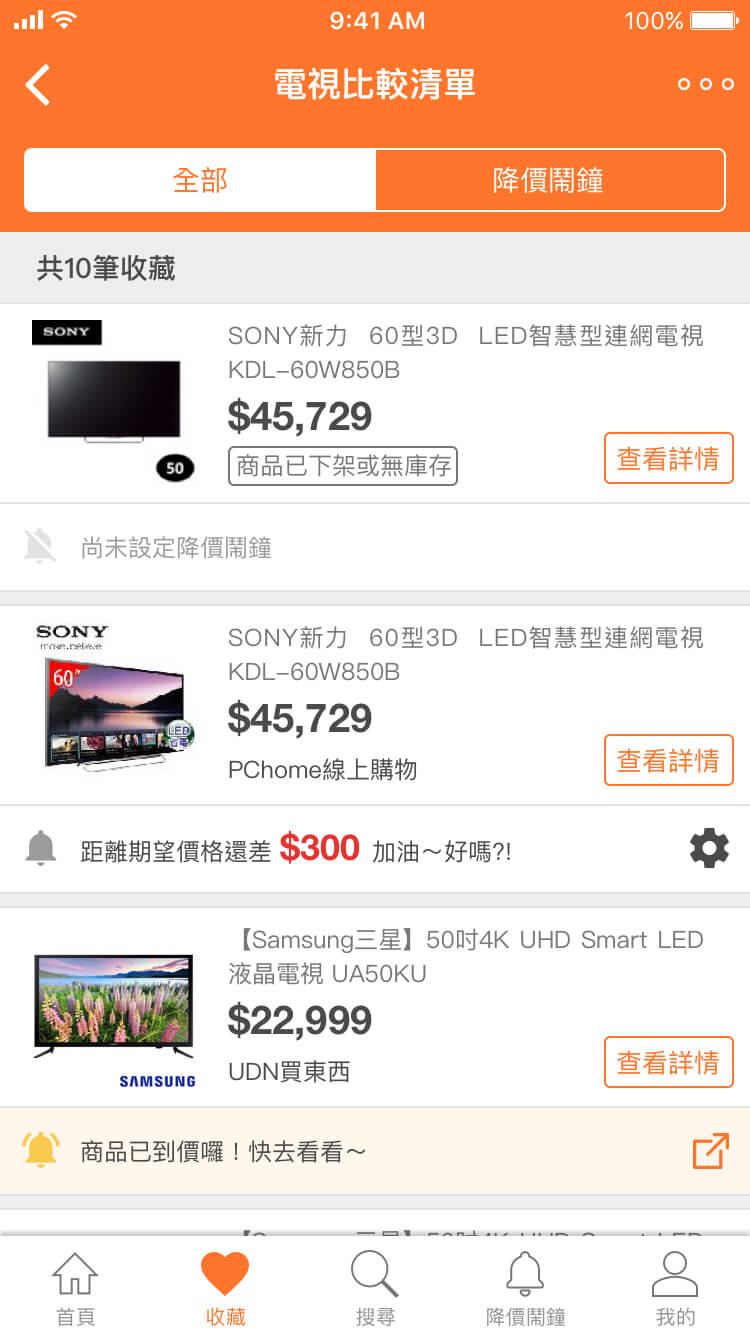 9:41 AM
100%
電視比較清單
全部
降價鬧鐘
共10筆收藏
SONY
50
SONY新力 60型3D LED智慧型連網電視
KDL-60W850B
$45,729
商品已下架或無庫存
查看詳情
尚未設定降價鬧鐘
SONY
make.believe
60"
LED
SONY新力 60型3D LED智慧型連網電視
KDL-60W850B
$45,729
PChome線上購物
查看詳情
距離期望價格還差 $300 加油～好嗎?!
SAMSUNG
【Samsung三星】50吋4K UHD Smart LED
液晶電視 UA50KU
$22,999
UDN買東西
查看詳情
商品已到價囉！快去看看～
首頁
收藏
搜尋
降價鬧鐘
我的